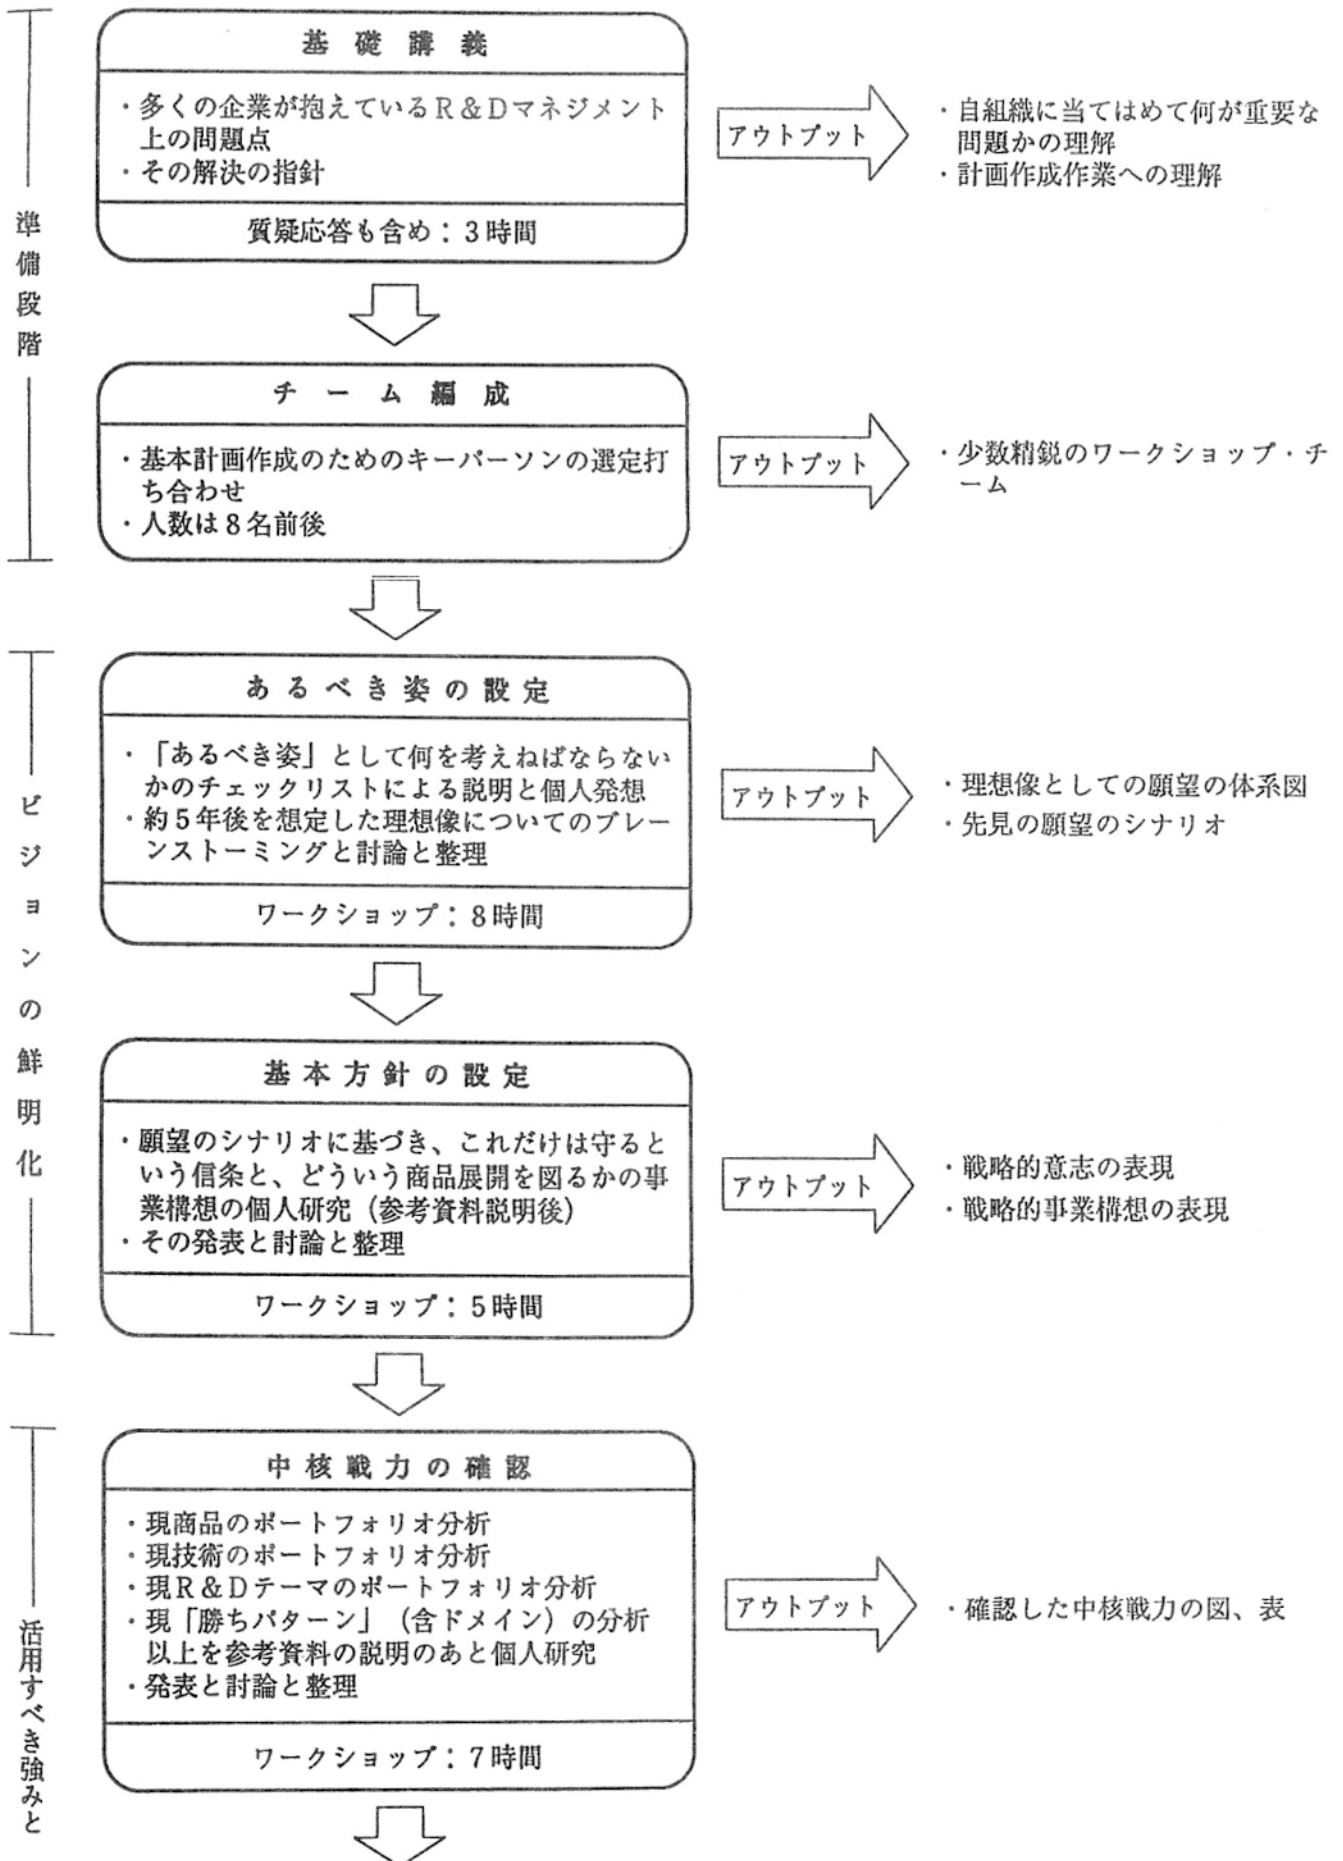 準備段階
基礎講義
・多くの企業が抱えているR&Dマネジメント
上の問題点
・その解決の指針
質疑応答も含め：3時間
アウトプット
・自組織に当てはめて何が重要な
問題かの理解
・計画作成作業への理解
チーム編成
・基本計画作成のためのキーパーソンの選定打
ち合わせ
・人数は8名前後
アウトプット
・少数精鋭のワークショップ・チ
ーム
ビジョンの鮮明化
あるべき姿の設定
・「あるべき姿」として何を考えねばならない
かのチェックリストによる説明と個人発想
・約5年後を想定した理想像についてのブレー
ンストーミングと討論と整理
ワークショップ：8時間
アウトプット
・理想像としての願望の体系図
・先見の願望のシナリオ
基本方針の設定
・願望のシナリオに基づき、これだけは守ると
いう信条と、どういう商品展開を図るかの事
業構想の個人研究（参考資料説明後）
・その発表と討論と整理
ワークショップ：5時間
アウトプット
・戦略的意志の表現
・戦略的事業構想の表現
活用すべき強みと
中核戦力の確認
・現商品のポートフォリオ分析
・現技術のポートフォリオ分析
・現R&Dテーマのポートフォリオ分析
・現「勝ちパターン」（含ドメイン）の分析
以上を参考資料の説明のあと個人研究
・発表と討論と整理
ワークショップ：7時間
アウトプット
・確認した中核戦力の図、表